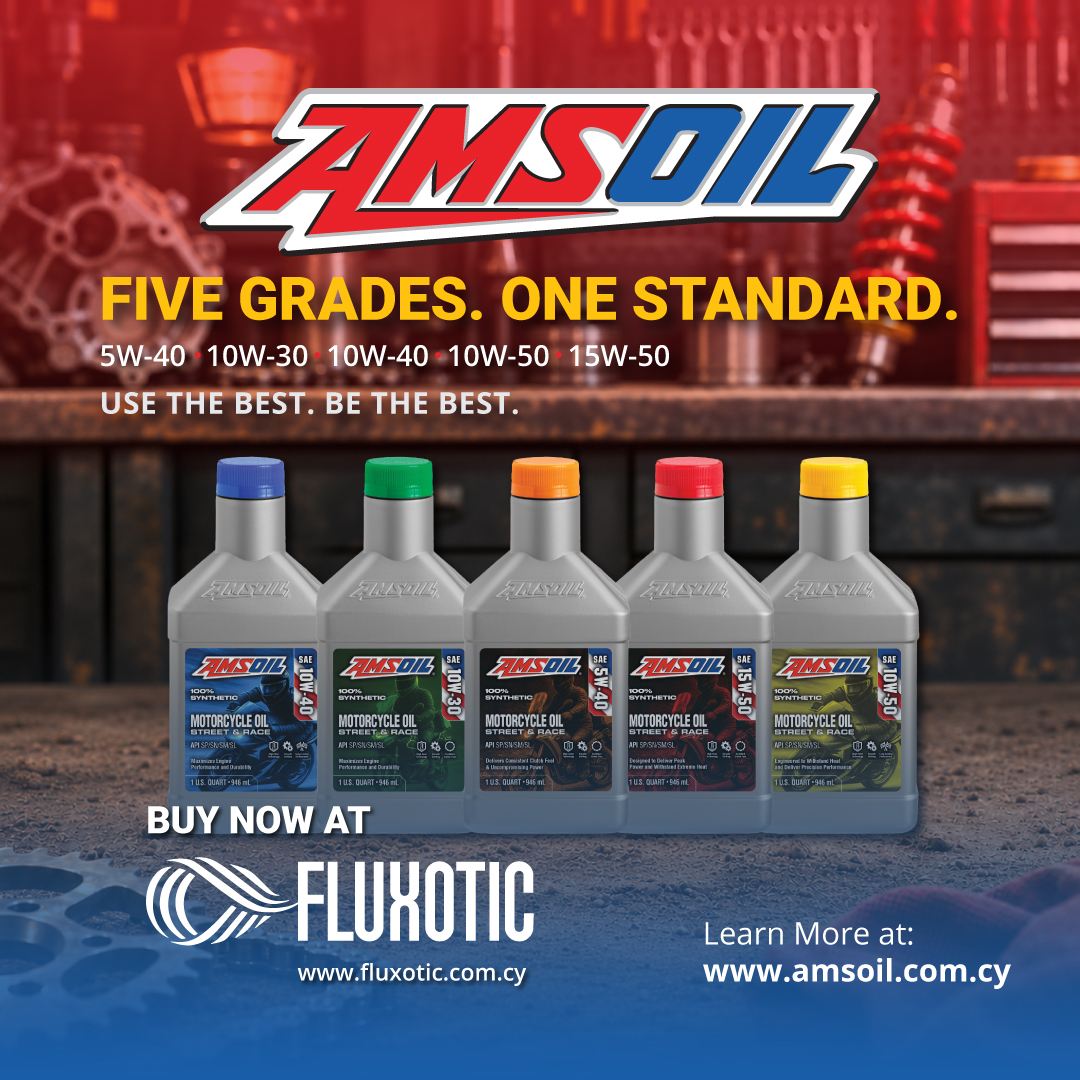 AMSOIL
FIVE GRADES. ONE STANDARD.
5W-40 • 10W-30 • 10W-40 • 10W-50 • 15W-50
USE THE BEST. BE THE BEST.
AMSOIL
AMSOIL
SAE 10W-40
100%
SYNTHETIC
MOTORCYCLE OIL
STREET & RACE
API SP/SN/SM/SL
Maximizes Engine
Performance and Durability
1 U.S. QUART • 946 mL
AMSOIL
AMSOIL
SAE 10W-30
100%
SYNTHETIC
MOTORCYCLE OIL
STREET & RACE
API SP/SN/SM/SL
Maximizes Engine
Performance and Durability
1 U.S. QUART • 946 mL
AMSOIL
AMSOIL
SAE 5W-40
100%
SYNTHETIC
MOTORCYCLE OIL
STREET & RACE
API SP/SN/SM/SL
Delivers Consistent Clutch Feel
& Uncompromising Power
1 U.S. QUART • 946 mL
AMSOIL
AMSOIL
SAE 15W-50
100%
SYNTHETIC
MOTORCYCLE OIL
STREET & RACE
API SP/SN/SM/SL
Designed to Deliver Peak
Power and Withstand Extreme Heat
1 U.S. QUART • 946 mL
AMSOIL
AMSOIL
SAE 10W-50
100%
SYNTHETIC
MOTORCYCLE OIL
STREET & RACE
API SP/SN/SM/SL
Engineered to Withstand Heat
and Deliver Precision Performance
1 U.S. QUART • 946 mL
BUY NOW AT
FLUXOTIC
www.fluxotic.com.cy
Learn More at:
www.amsoil.com.cy